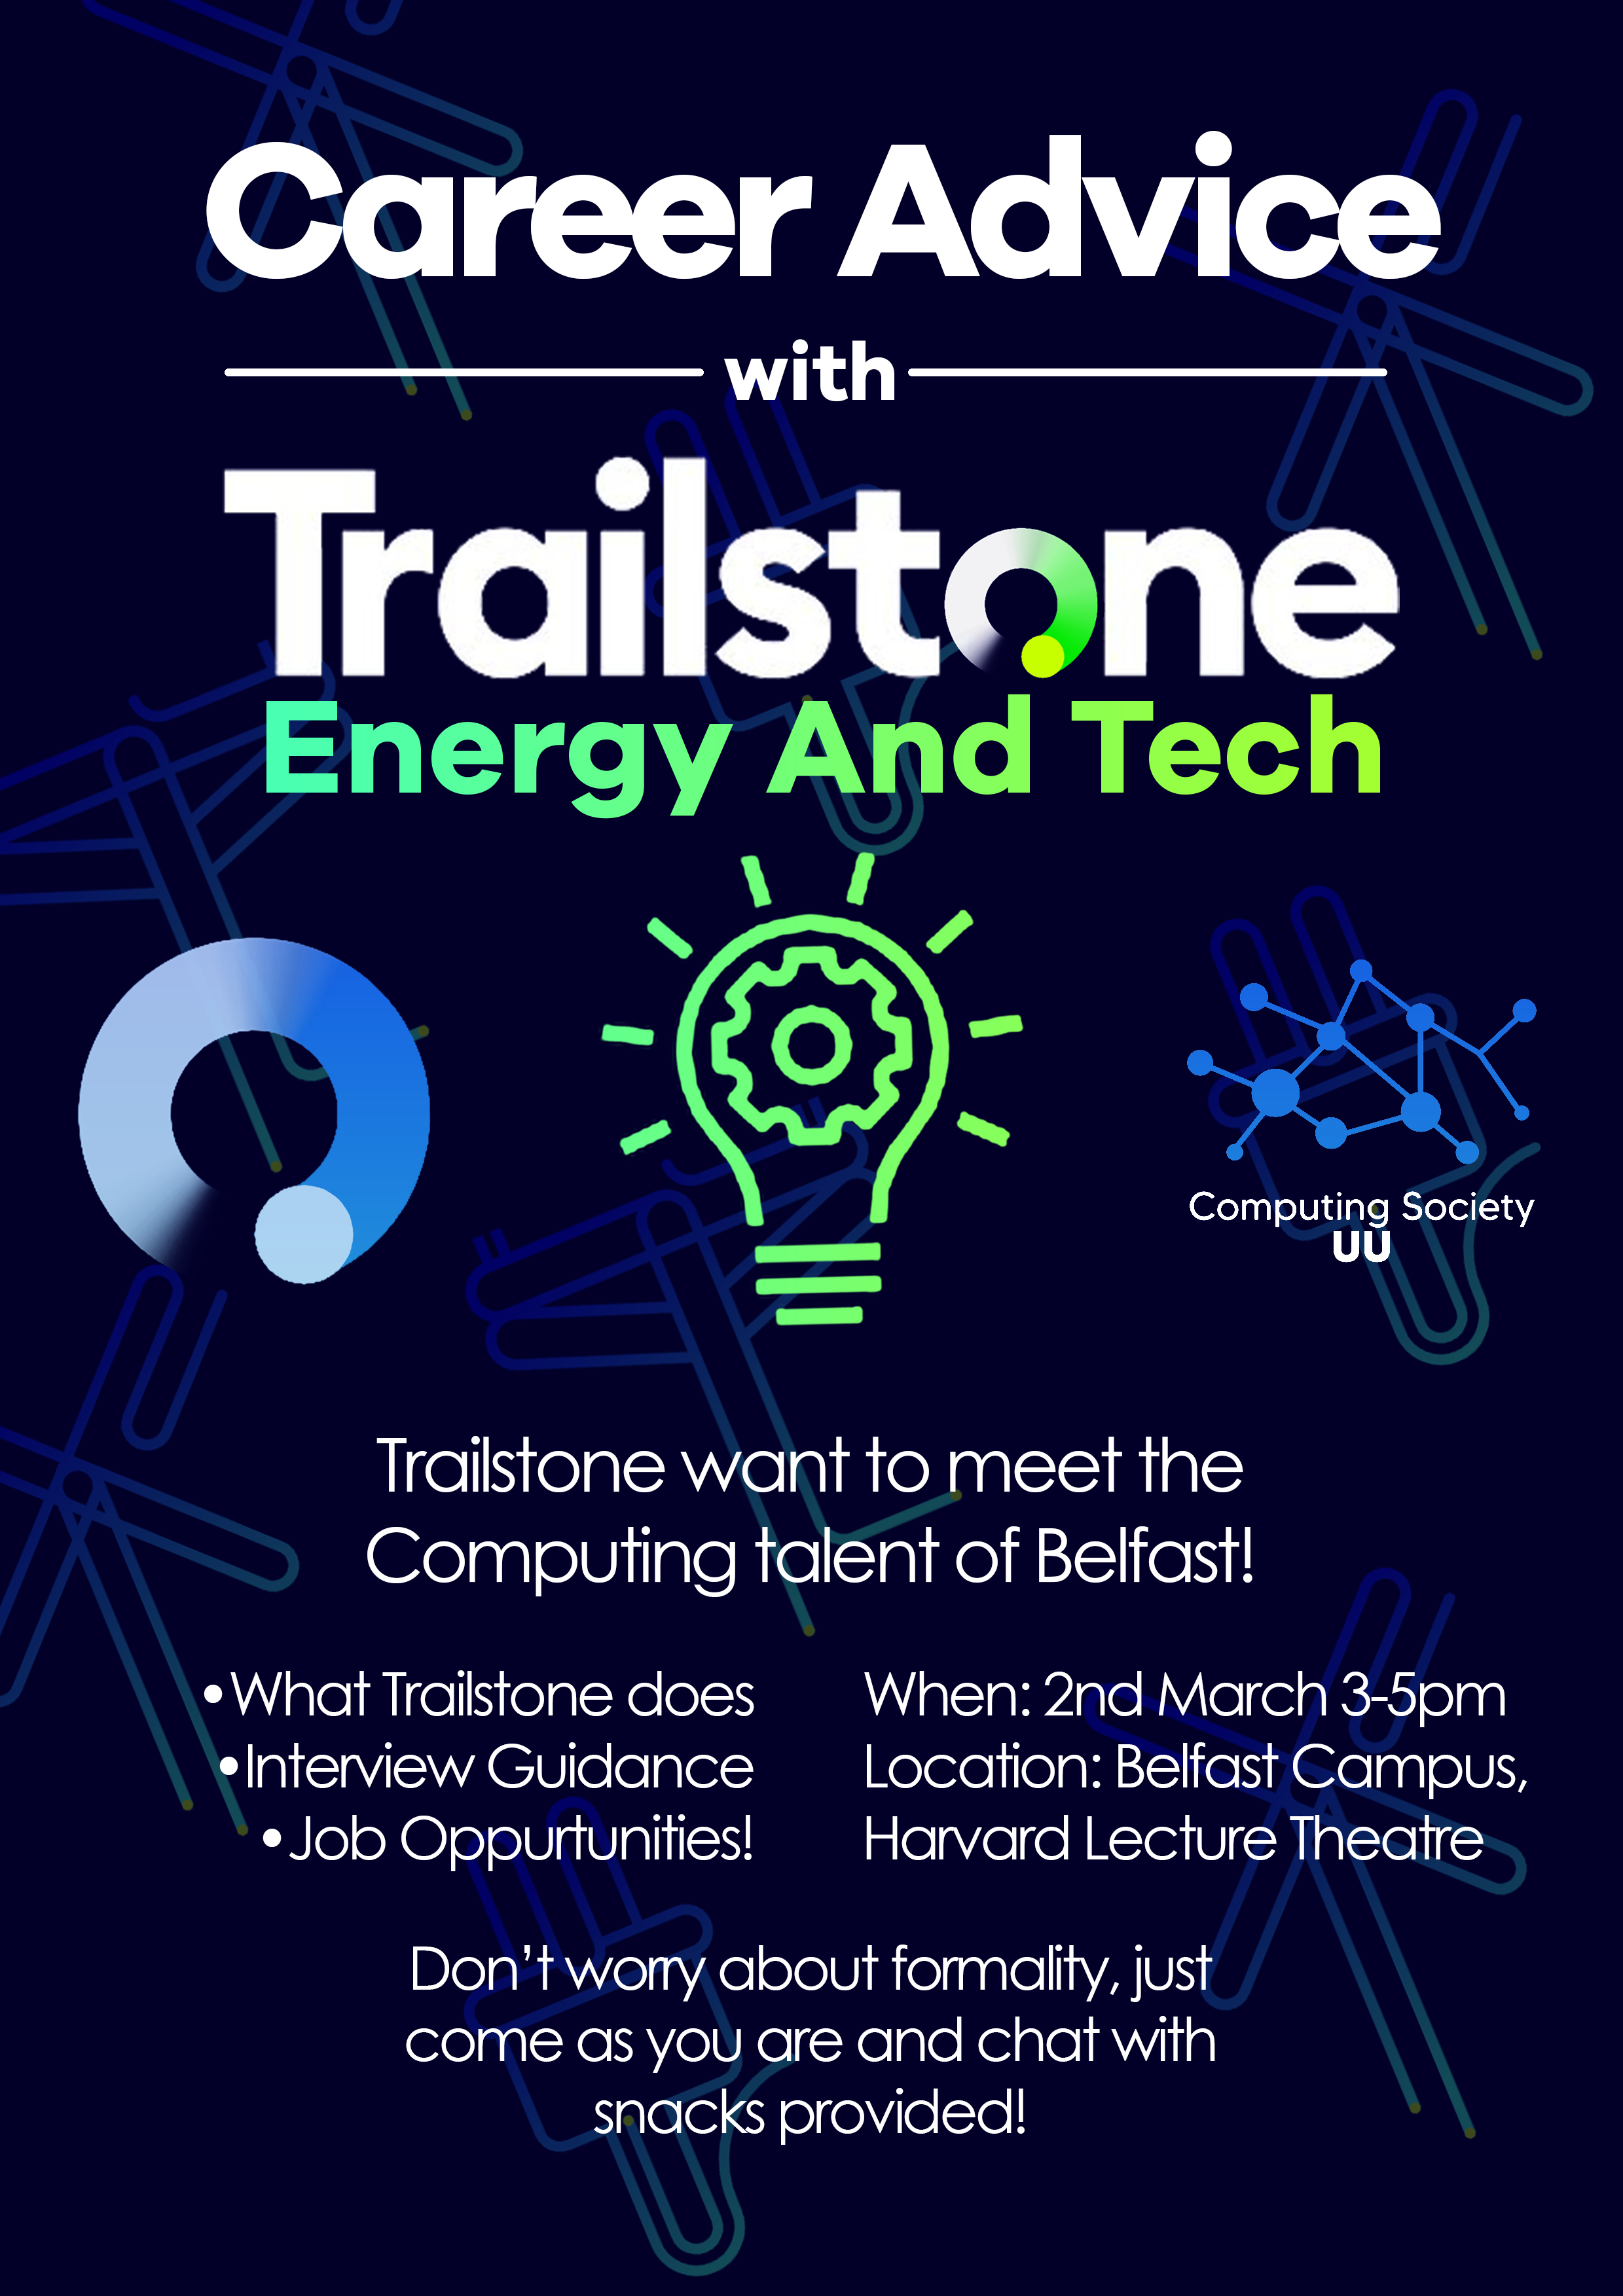 Career Advice
with
Trailstone
Energy And Tech
Computing Society
UU
Trailstone want to meet the
Computing talent of Belfast!
•What Trailstone does
•Interview Guidance
•Job Oppurtunities!
When: 2nd March 3-5pm
Location: Belfast Campus,
Harvard Lecture Theatre
Don’t worry about formality, just
come as you are and chat with
snacks provided!